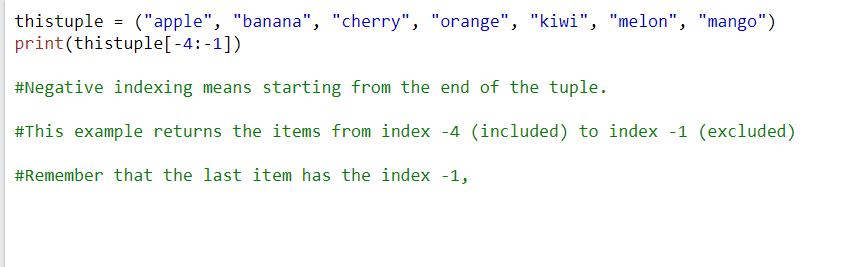 thistuple = ("apple", "banana", "cherry", "orange", "kiwi", "melon", "mango")
print(thistuple[-4:-1])
#Negative indexing means starting from the end of the tuple.
#This example returns the items from index -4 (included) to index -1 (excluded)
#Remember that the last item has the index -1,